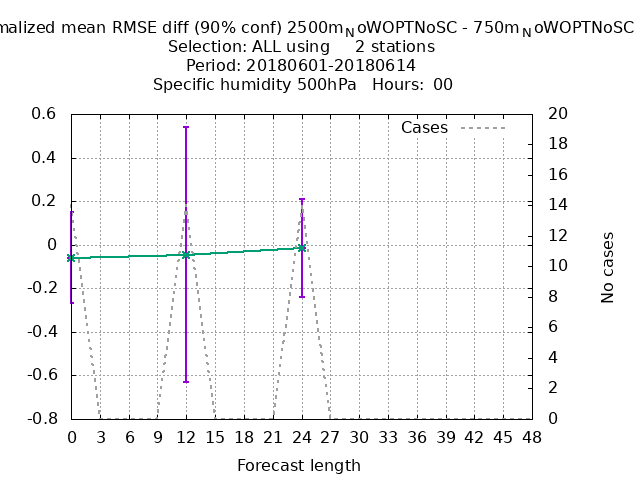 malized mean RMSE diff (90% conf) 2500mNoWOPTNoSC - 750mNoWOPTNoSC
Selection: ALL using 2 stations
Period: 20180601-20180614
Specific humidity 500hPa Hours: 00
Cases
0.6
0.4
0.2
0
-0.2
-0.4
-0.6
-0.8
20
18
16
14
12
10
8
6
4
2
0
No cases
0 3 6 9 12 15 18 21 24 27 30 33 36 39 42 45 48
Forecast length